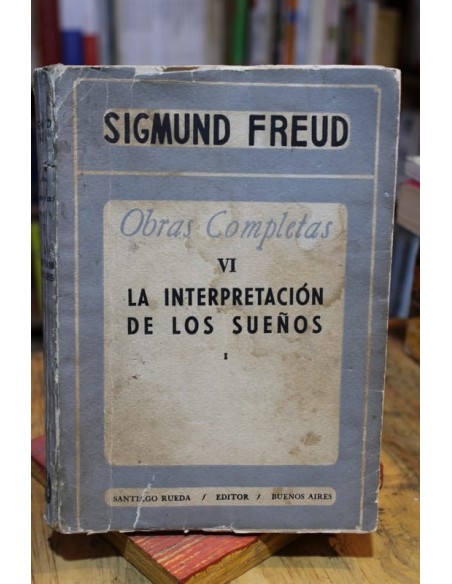 SIGMUND FREUD
Obras Completas
VI
LA INTERPRETACIÓN
DE LOS SUEÑOS
I
SANTIAGO RUEDA / EDITOR / BUENOS AIRES